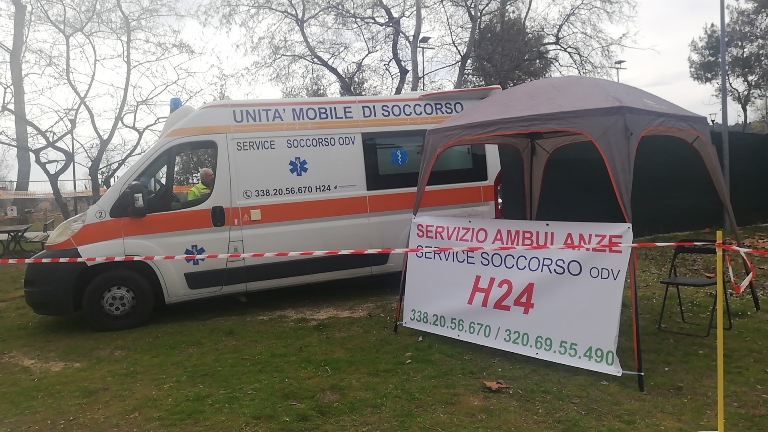 UNITA' MOBILE DI SOCCORSO
SERVICE SOCCORSO ODV
338.20.56.670 H24
2
SERVIZIO AMBULANZE
SERVICE SOCCORSO ODV
H24
338.20.56.670 / 320.69.55.490